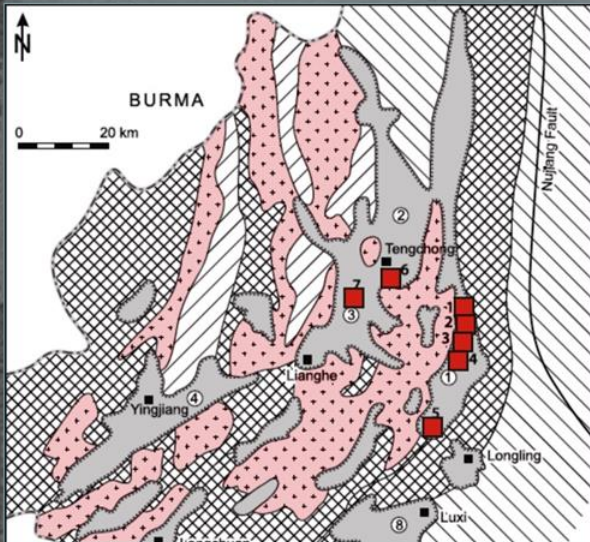 N
BURMA
0 20 km
Nujiang Fault
②
Tengchong
6
7
③
1
2
3
4
①
Lianghe
④
Yingjiang
5
Longling
Luxi
⑧